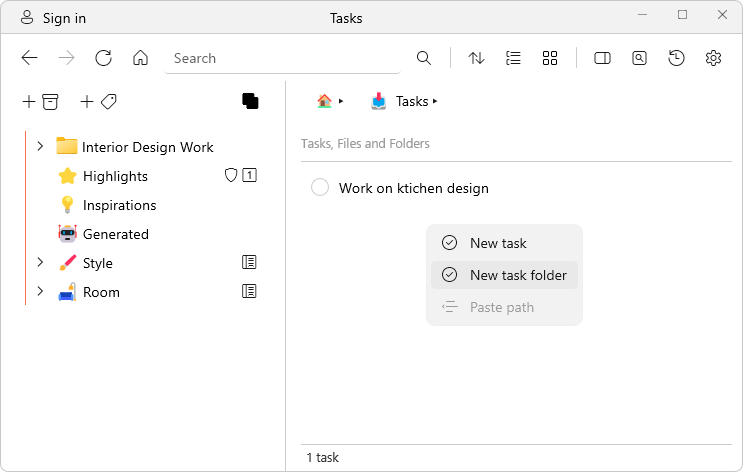 Sign in
Tasks
Search
Tasks
Interior Design Work
Highlights
1
Inspirations
Generated
Style
Room
Tasks, Files and Folders
Work on ktichen design
New task
New task folder
Paste path
1 task